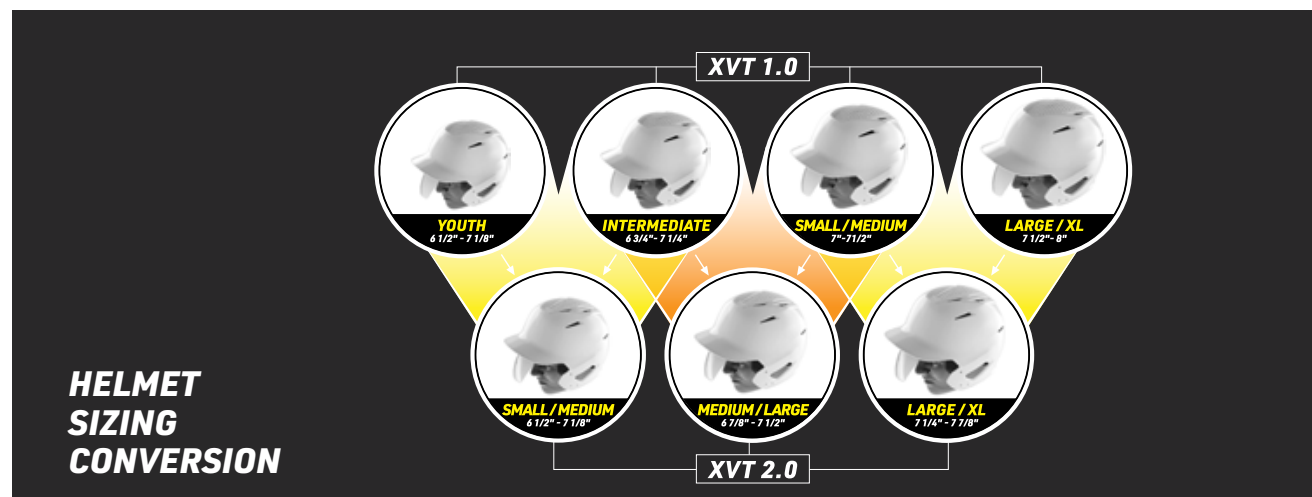 XVT 1.0
YOUTH
6 1/2" - 7 1/8"
INTERMEDIATE
6 3/4"- 7 1/4"
SMALL/MEDIUM
7"-71/2"
LARGE / XL
7 1/2"- 8"
SMALL/MEDIUM
6 1/2" - 7 1/8"
MEDIUM/LARGE
6 7/8" - 7 1/2"
LARGE / XL
7 1/4" - 7 7/8"
XVT 2.0
HELMET
SIZING
CONVERSION